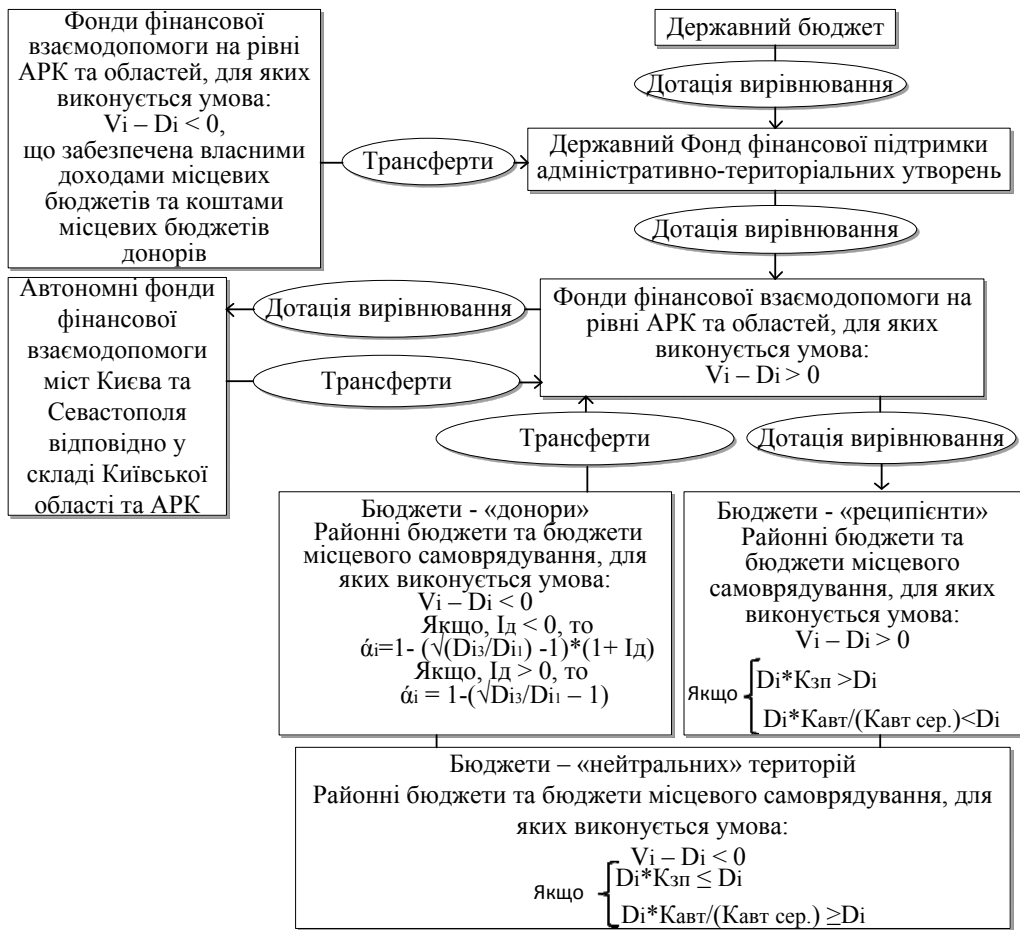 Фонди фінансової
взаємодопомоги на рівні
АРК та областей, для яких
виконується умова:
Vi – Di < 0,
що забезпечена власними
доходами місцевих
бюджетів та коштами
місцевих бюджетів
донорів
Державний бюджет
Дотація вирівнювання
Трансферти
Державний Фонд фінансової підтримки
адміністративно-територіальних утворень
Дотація вирівнювання
Автономні фонди
фінансової
взаємодопомоги
міст Києва та
Севастополя
відповідно у
складі Київської
області та АРК
Дотація вирівнювання
Трансферти
Фонди фінансової взаємодопомоги на
рівні АРК та областей, для яких
виконується умова:
Vi – Di > 0
Трансферти
Дотація вирівнювання
Бюджети - «донори»
Районні бюджети та бюджети
місцевого самоврядування, для
яких виконується умова:
Vi – Di < 0
Якщо, Ід < 0, то
άi=1- (√(Di3/Di1) -1)*(1+ Ід)
Якщо, Ід > 0, то
άi = 1-(√Di3/Di1 – 1)
Бюджети - «реципієнти»
Районні бюджети та
бюджети місцевого
самоврядування, для яких
виконується умова:
Vi – Di > 0
Якщо
Di*Кзп >Di
Di*Кавт/(Кавт сер.)<Di
Бюджети – «нейтральних» територій
Районні бюджети та бюджети місцевого самоврядування, для
яких виконується умова:
Vi – Di < 0
Якщо
Di*Кзп ≤ Di
Di*Кавт/(Кавт сер.) ≥Di